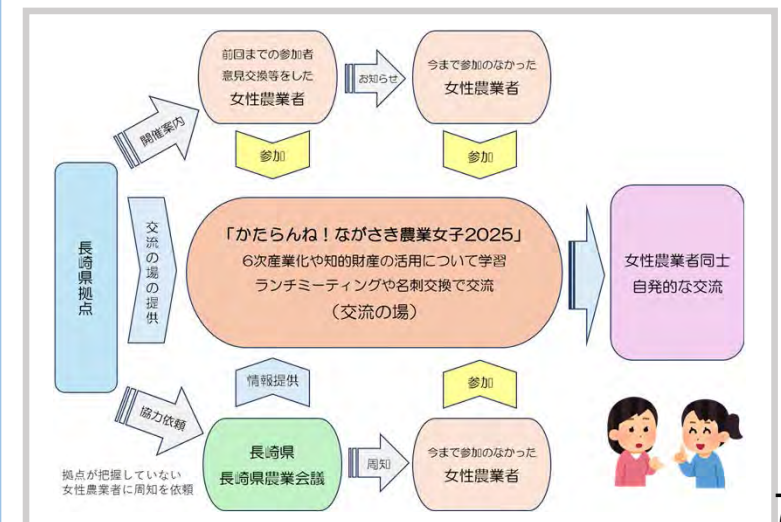 前回までの参加者
意見交換等をした
女性農業者
お知らせ
今まで参加のなかった
女性農業者
開催案内
参加
参加
長崎県拠点
交流の場の提供
「かたらんね!ながさき農業女子2025」
6次産業化や知的財産の活用について学習
ランチミーティングや名刺交換で交流
(交流の場)
女性農業者同士
自発的な交流
情報提供
参加
協力依頼
長崎県
長崎県農業会議
周知
今まで参加のなかった
女性農業者
拠点が把握していない
女性農業者に周知を依頼